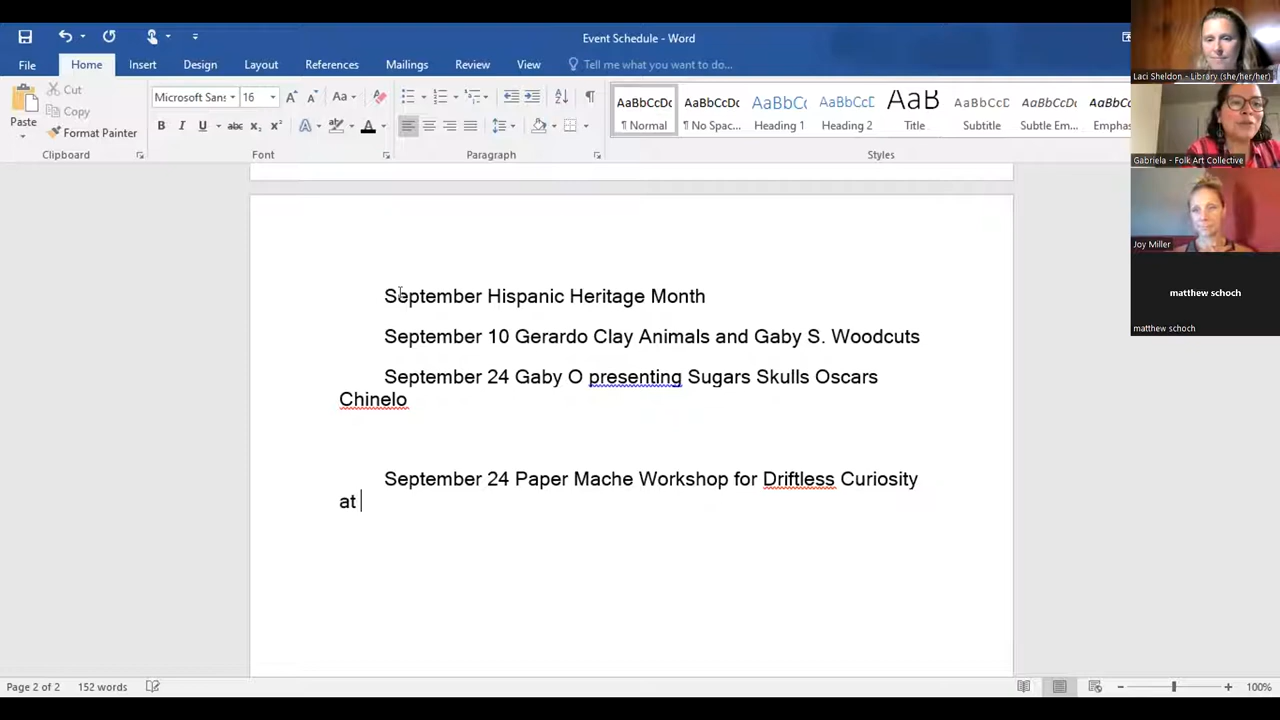 Event Schedule - Word
File Home Insert Design Layout References Mailings Review View Tell me what you want to do...
Paste
Cut
Copy
Format Painter
Clipboard
Microsoft Sans 16
Font
Paragraph
AaBbCcDc AaBbCcDc AaBbCc AaBbCcE AaB AaBbCcD AaBbCcDc AaBbCc
¶ Normal ¶ No Spac... Heading 1 Heading 2 Title Subtitle Subtle Em... Emphas
Styles
September Hispanic Heritage Month
September 10 Gerardo Clay Animals and Gaby S. Woodcuts
September 24 Gaby O presenting Sugars Skulls Oscars
Chinelo
September 24 Paper Mache Workshop for Driftless Curiosity
at
Page 2 of 2 152 words
100%
Laci Sheldon - Library (she/her/her)
Gabriela - Folk Art Collective
Joy Miller
matthew schoch
matthew schoch